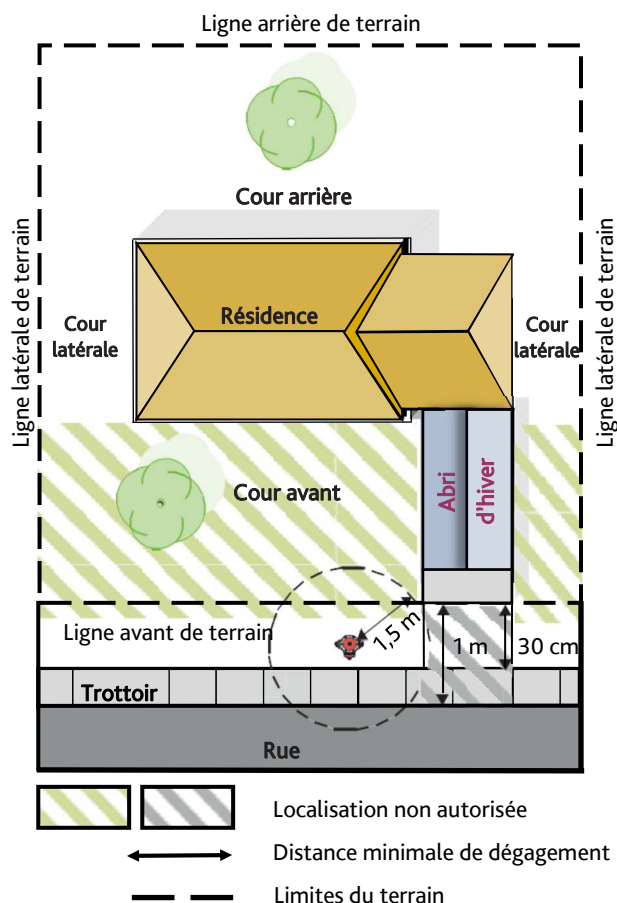 Ligne arrière de terrain
Cour arrière
Ligne latérale de terrain
Ligne latérale de terrain
Résidence
Cour
latérale
Cour
latérale
Cour avant
Abri
d'hiver
Ligne avant de terrain
1,5 m
1 m
30 cm
Trottoir
Rue
Localisation non autorisée
Distance minimale de dégagement
Limites du terrain